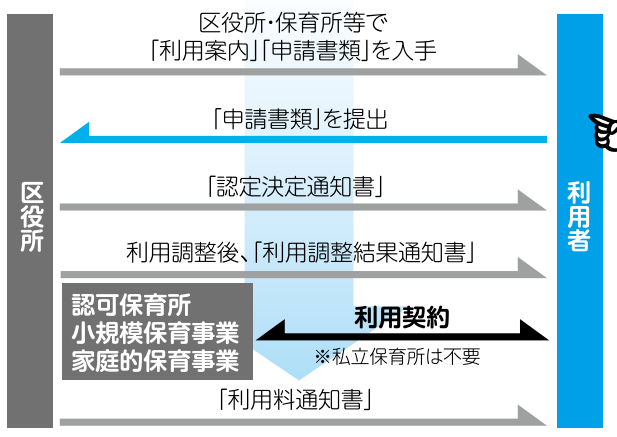 区役所・保育所等で
「利用案内」「申請書類」を入手
「申請書類」を提出
区役所
利用者
「認定決定通知書」
利用調整後、「利用調整結果通知書」
認可保育所
小規模保育事業
家庭的保育事業
利用契約
※私立保育所は不要
「利用料通知書」